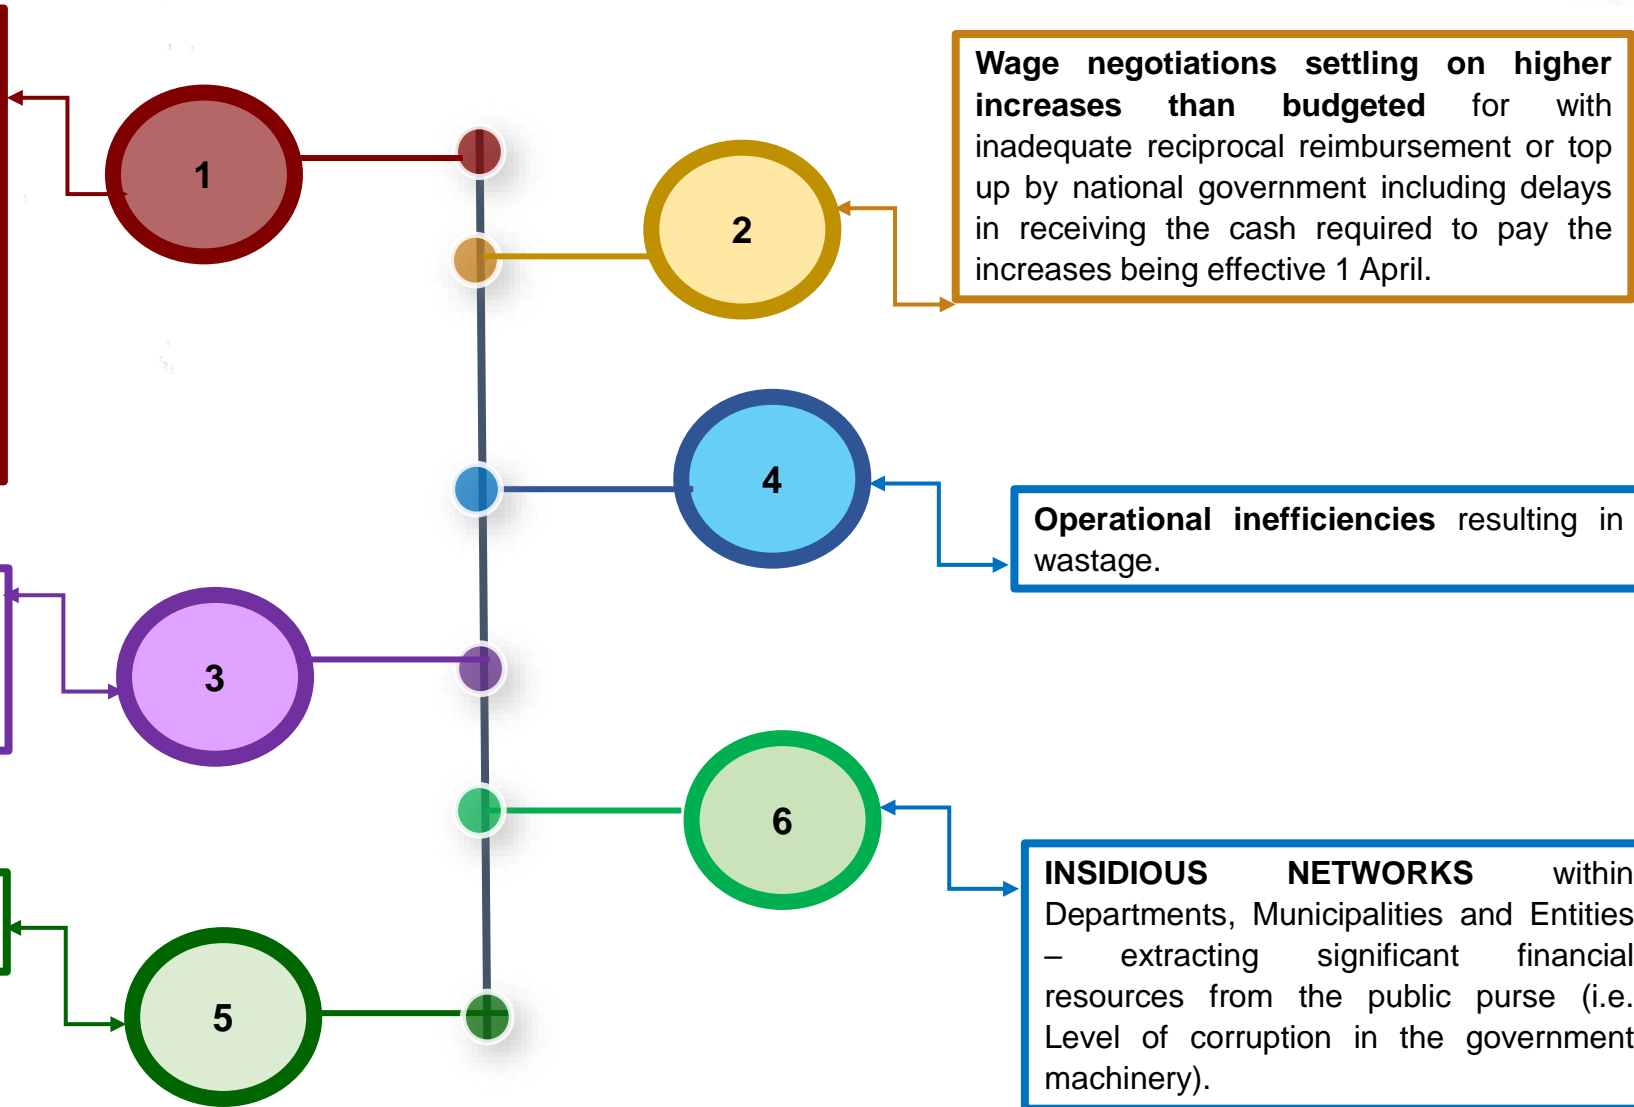 1
Wage negotiations settling on higher
increases than budgeted for with
inadequate reciprocal reimbursement or top
up by national government including delays
in receiving the cash required to pay the
increases being effective 1 April.
2
4
Operational inefficiencies resulting in
wastage.
3
6
INSIDIOUS NETWORKS within
Departments, Municipalities and Entities
– extracting significant financial
resources from the public purse (i.e.
Level of corruption in the government
machinery).
5